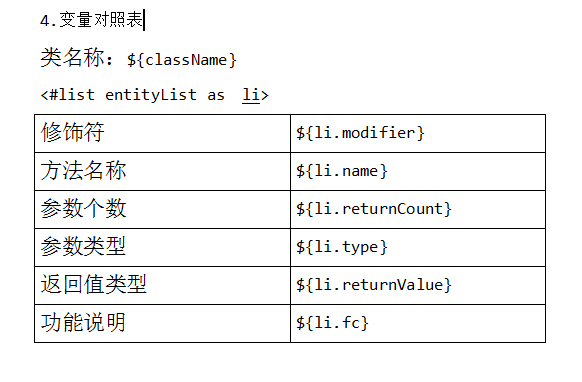 4.变量对照表
类名称：${className}
<#list entityList as li>
修饰符 ${li.modifier}
方法名称 ${li.name}
参数个数 ${li.returnCount}
参数类型 ${li.type}
返回值类型 ${li.returnValue}
功能说明 ${li.fc}